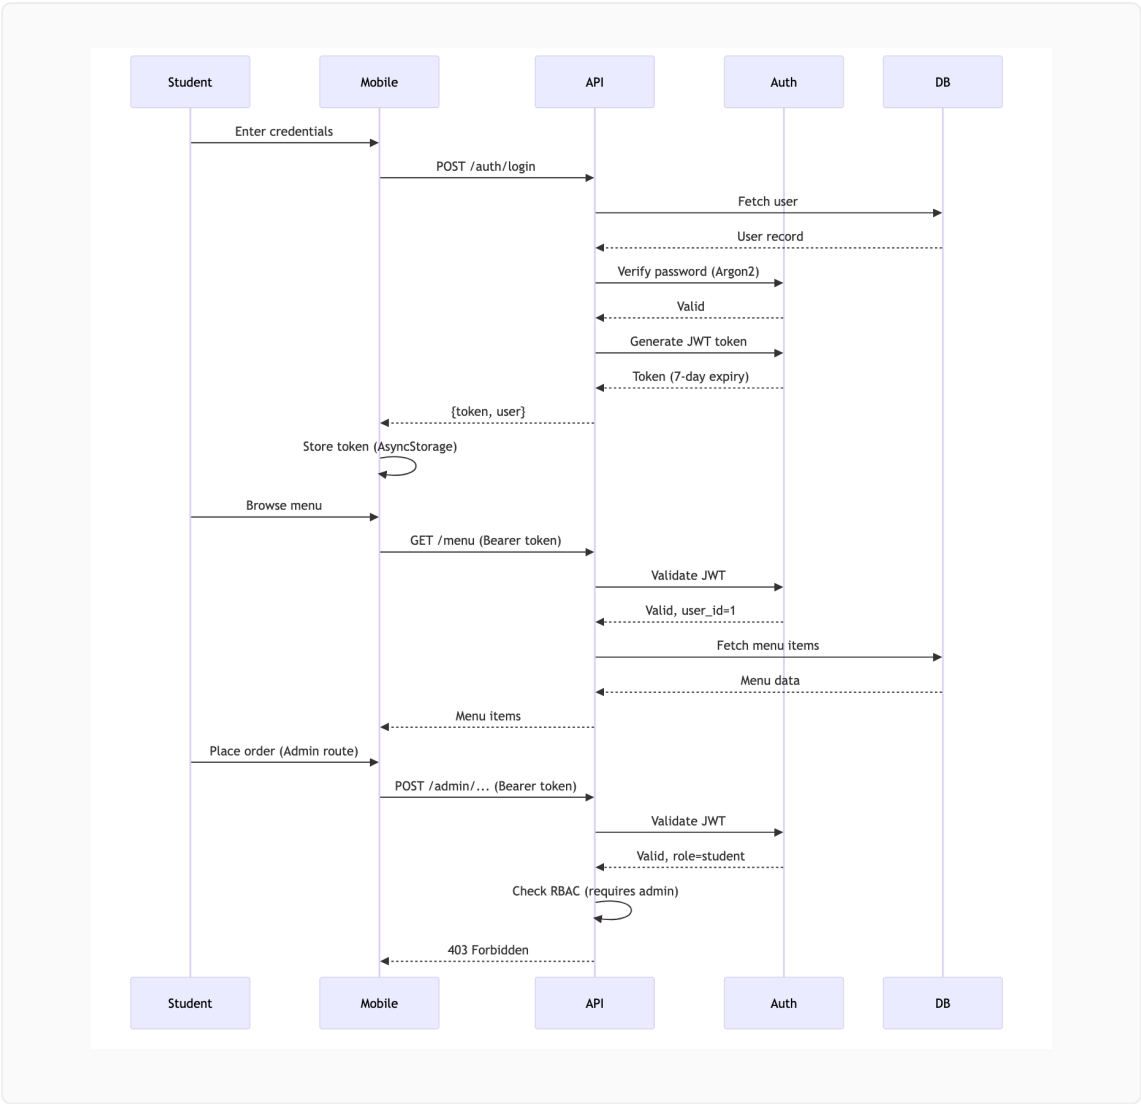 Student
Mobile
API
Auth
DB
Enter credentials
POST /auth/login
Fetch user
User record
Verify password (Argon2)
Valid
Generate JWT token
Token (7-day expiry)
{token, user}
Store token (AsyncStorage)
Browse menu
GET /menu (Bearer token)
Validate JWT
Valid, user_id=1
Fetch menu items
Menu data
Menu items
Place order (Admin route)
POST /admin/... (Bearer token)
Validate JWT
Valid, role=student
Check RBAC (requires admin)
403 Forbidden
Student
Mobile
API
Auth
DB